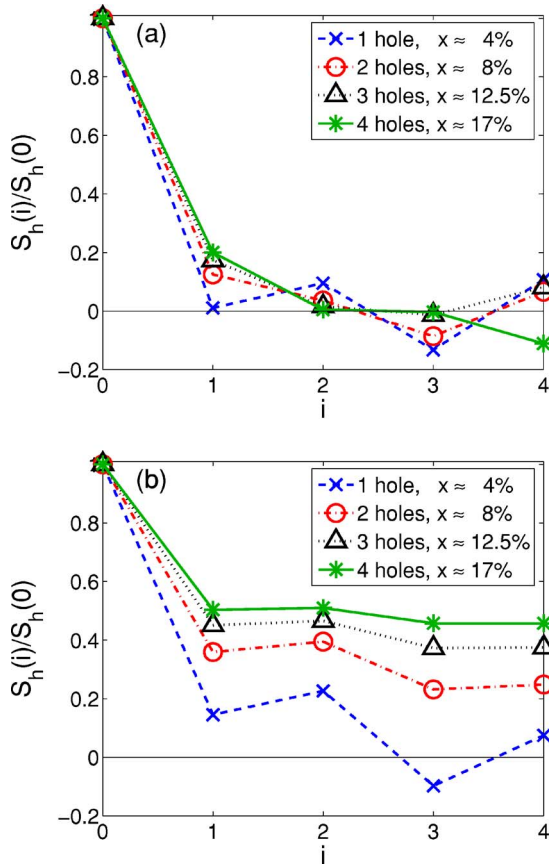 (a)
1 hole, x ≈ 4%
2 holes, x ≈ 8%
3 holes, x ≈ 12.5%
4 holes, x ≈ 17%
S_h(i)/S_h(0)
0.8
0.6
0.4
0.2
0
−0.2
0 1 2 3 4
i
(b)
1 hole, x ≈ 4%
2 holes, x ≈ 8%
3 holes, x ≈ 12.5%
4 holes, x ≈ 17%
S_h(i)/S_h(0)
0.8
0.6
0.4
0.2
0
−0.2
0 1 2 3 4
i